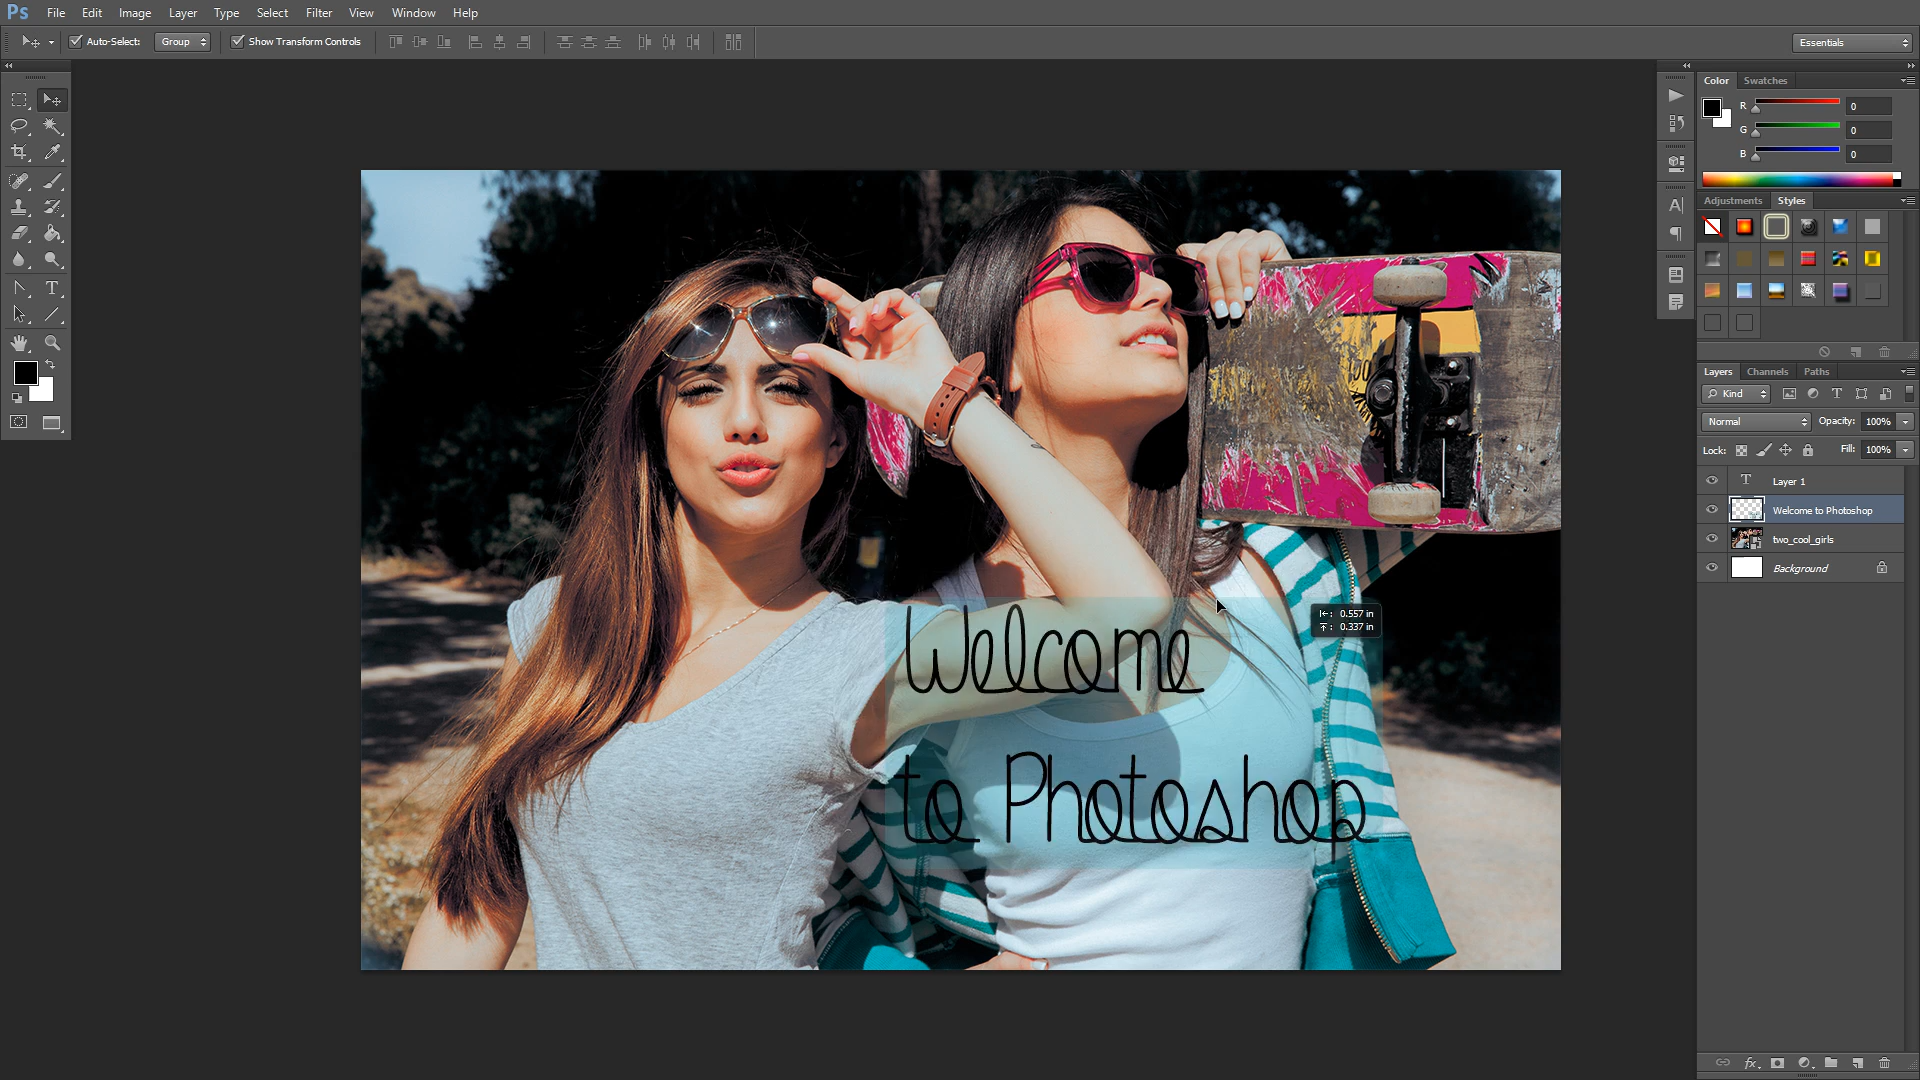 Ps File Edit Image Layer Type Select Filter View Window Help
Auto-Select: Group Show Transform Controls Essentials
Color Swatches
R 0
G 0
B 0
Adjustments Styles
Layers Channels Paths
Kind T
Normal Opacity: 100%
Lock: Fill: 100%
T Layer 1
Welcome to Photoshop
two_cool_girls
Background
Welcome
to Photoshop
0.557 in
0.337 in